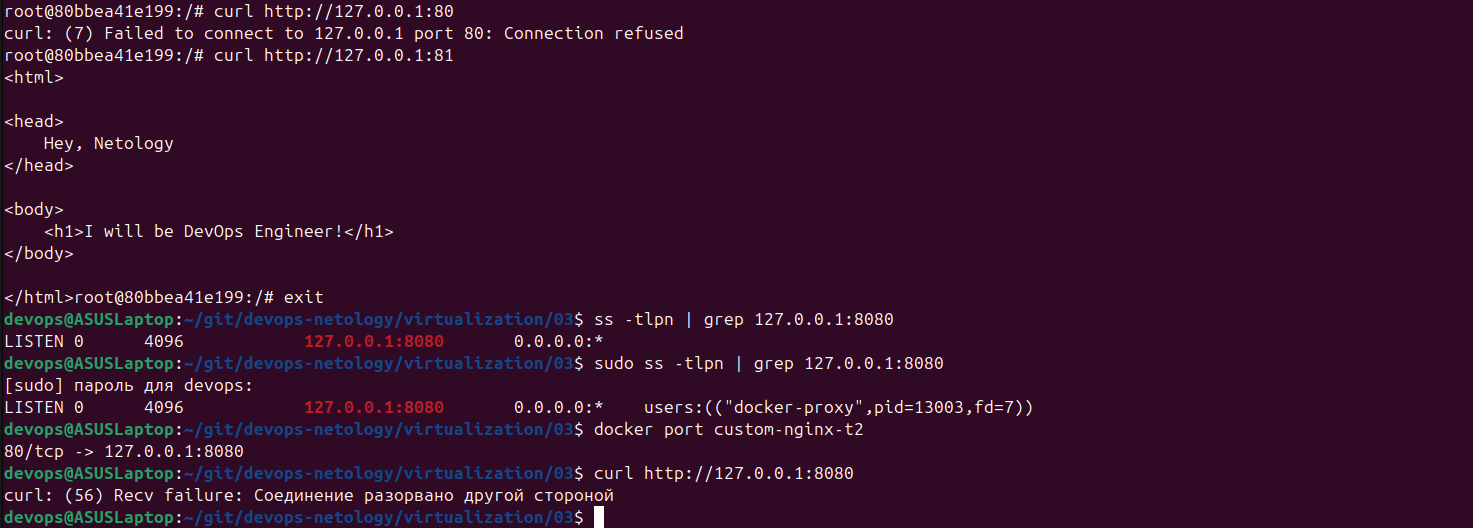 root@80bbea41e199:/# curl http://127.0.0.1:80
curl: (7) Failed to connect to 127.0.0.1 port 80: Connection refused
root@80bbea41e199:/# curl http://127.0.0.1:81
<html>
<head>
    Hey, Netology
</head>
<body>
    <h1>I will be DevOps Engineer!</h1>
</body>
</html>root@80bbea41e199:/# exit
devops@ASUSLaptop:~/git/devops-netology/virtualization/03$ ss -tlpn | grep 127.0.0.1:8080
LISTEN 0      4096            127.0.0.1:8080       0.0.0.0:*
devops@ASUSLaptop:~/git/devops-netology/virtualization/03$ sudo ss -tlpn | grep 127.0.0.1:8080
[sudo] пароль для devops:
LISTEN 0      4096            127.0.0.1:8080       0.0.0.0:*    users:(("docker-proxy",pid=13003,fd=7))
devops@ASUSLaptop:~/git/devops-netology/virtualization/03$ docker port custom-nginx-t2
80/tcp -> 127.0.0.1:8080
devops@ASUSLaptop:~/git/devops-netology/virtualization/03$ curl http://127.0.0.1:8080
curl: (56) Recv failure: Соединение разорвано другой стороной
devops@ASUSLaptop:~/git/devops-netology/virtualization/03$